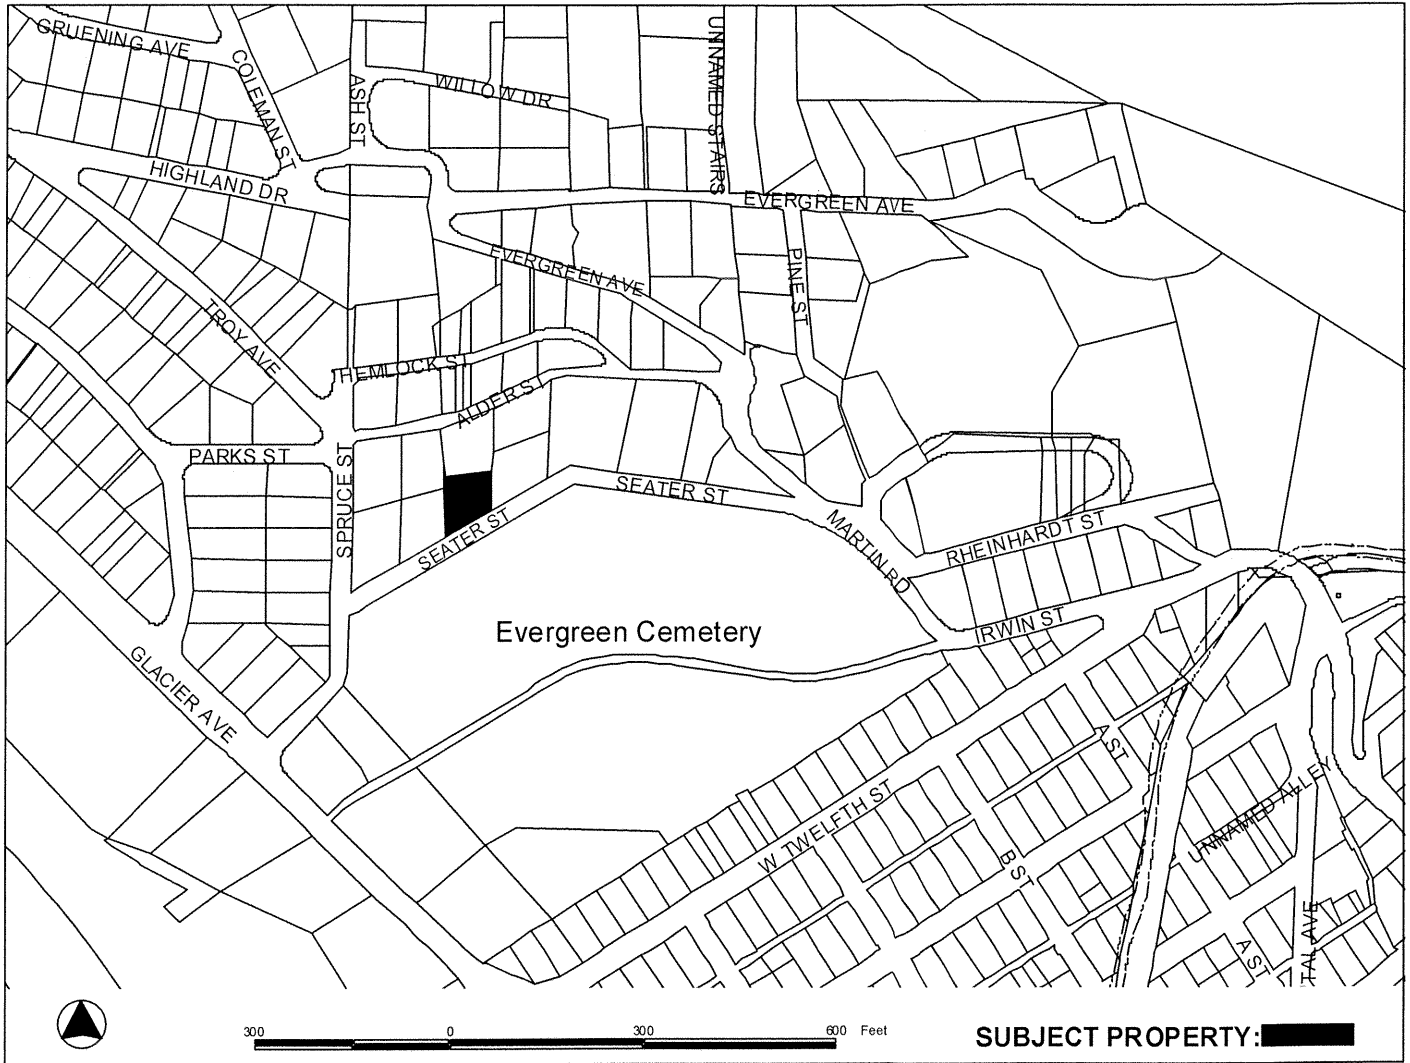 GRUENING AVE
COLEMAN ST
ASH ST
WILLOW DR
UNNAMED STAIRS
HIGHLAND DR
EVERGREEN AVE
EVERGREEN AVE
PINE ST
TROY AVE
HEMLOCK ST
ALDER ST
PARKS ST
SPRUCE ST
SEATER ST
SEATER ST
MARTIN RD
RHEINHARDT ST
IRWIN ST
Evergreen Cemetery
GLACIER AVE
A ST
W TWELFTH ST
B ST
UNNAMED ALLEY
A ST
300 0 300 600 Feet
SUBJECT PROPERTY: